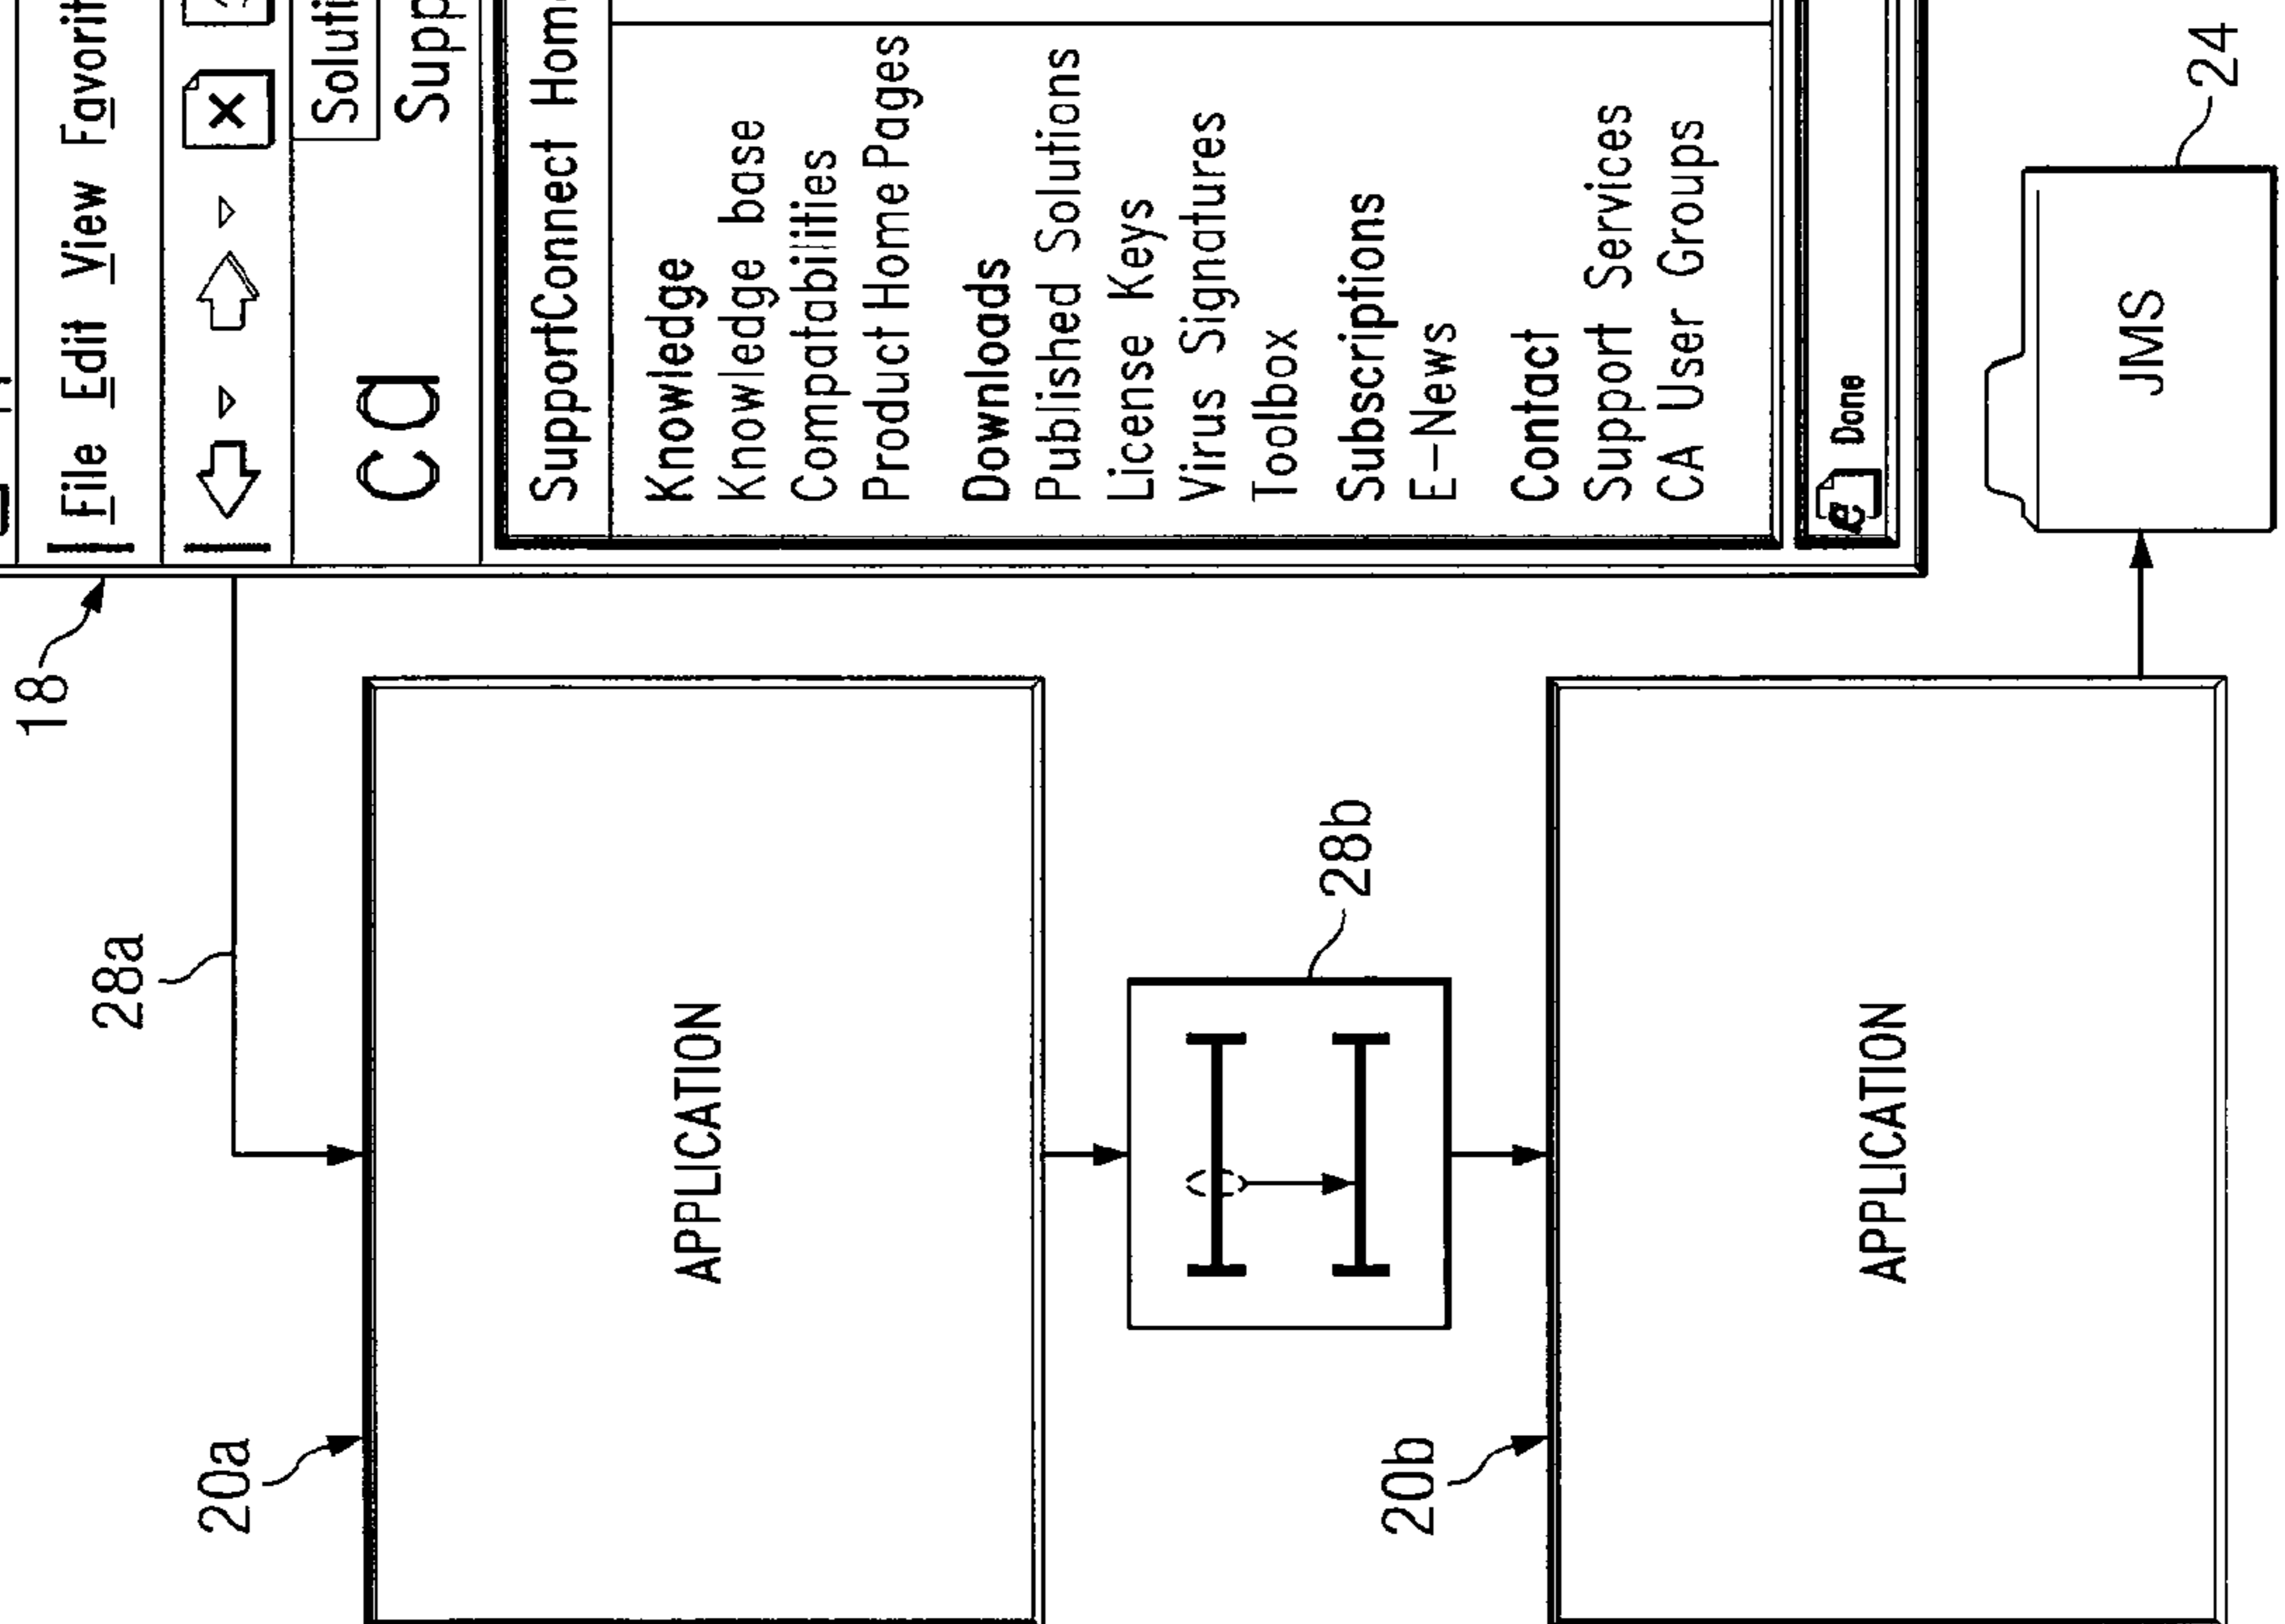 18
File Edit View Favorit
Soluti
Supp
ca
SupportConnect Home
Knowledge
Knowledge base
Compatabilities
Product Home Pages
Downloads
Published Solutions
License Keys
Virus Signatures
Toolbox
Subscriptions
E-News
Contact
Support Services
CA User Groups
e Done
28a
20a
APPLICATION
28b
20b
APPLICATION
JMS
24